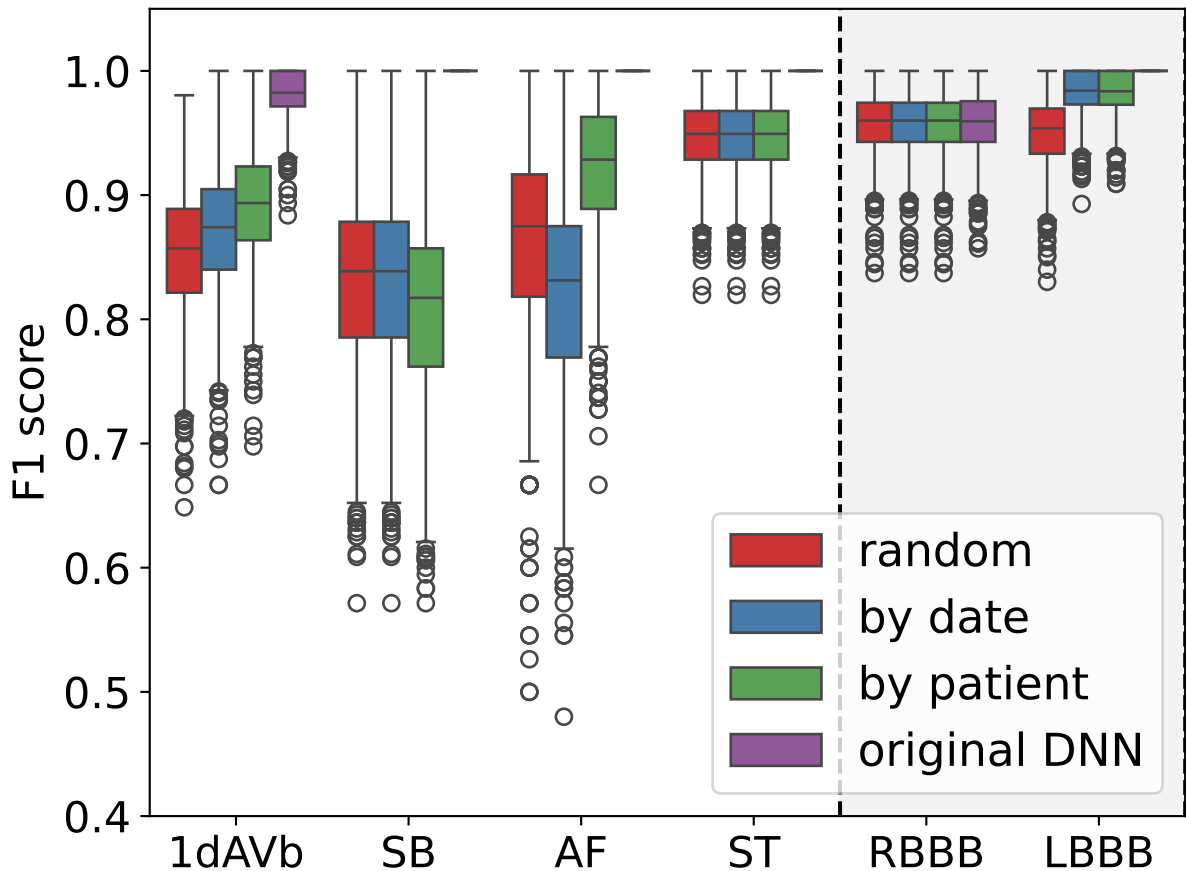 F1 score
1.0
0.9
0.8
0.7
0.6
0.5
0.4
random
by date
by patient
original DNN
1dAVb SB AF ST RBBB LBBB